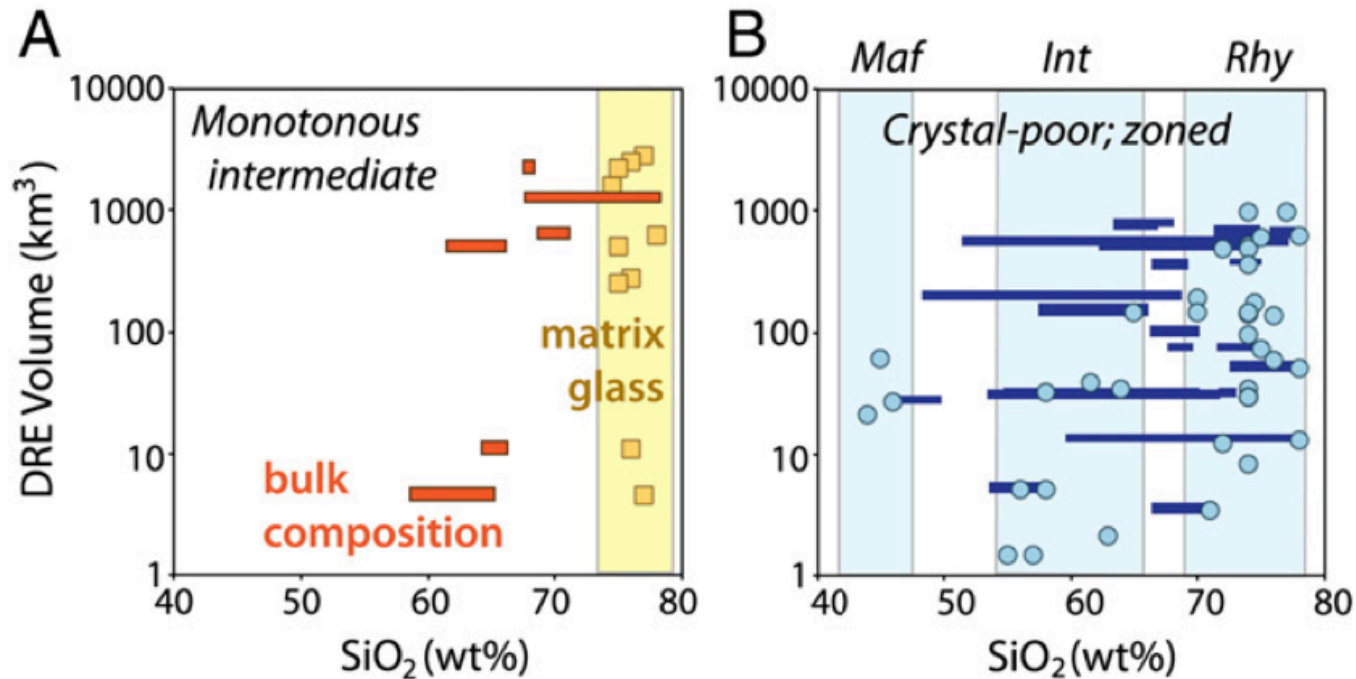 A
B
Maf Int Rhy
10000
1000
100
10
1
DRE Volume (km³)
Monotonous
intermediate
matrix
glass
bulk
composition
40 50 60 70 80
SiO₂ (wt%)
10000
1000
100
10
1
Crystal-poor; zoned
40 50 60 70 80
SiO₂ (wt%)